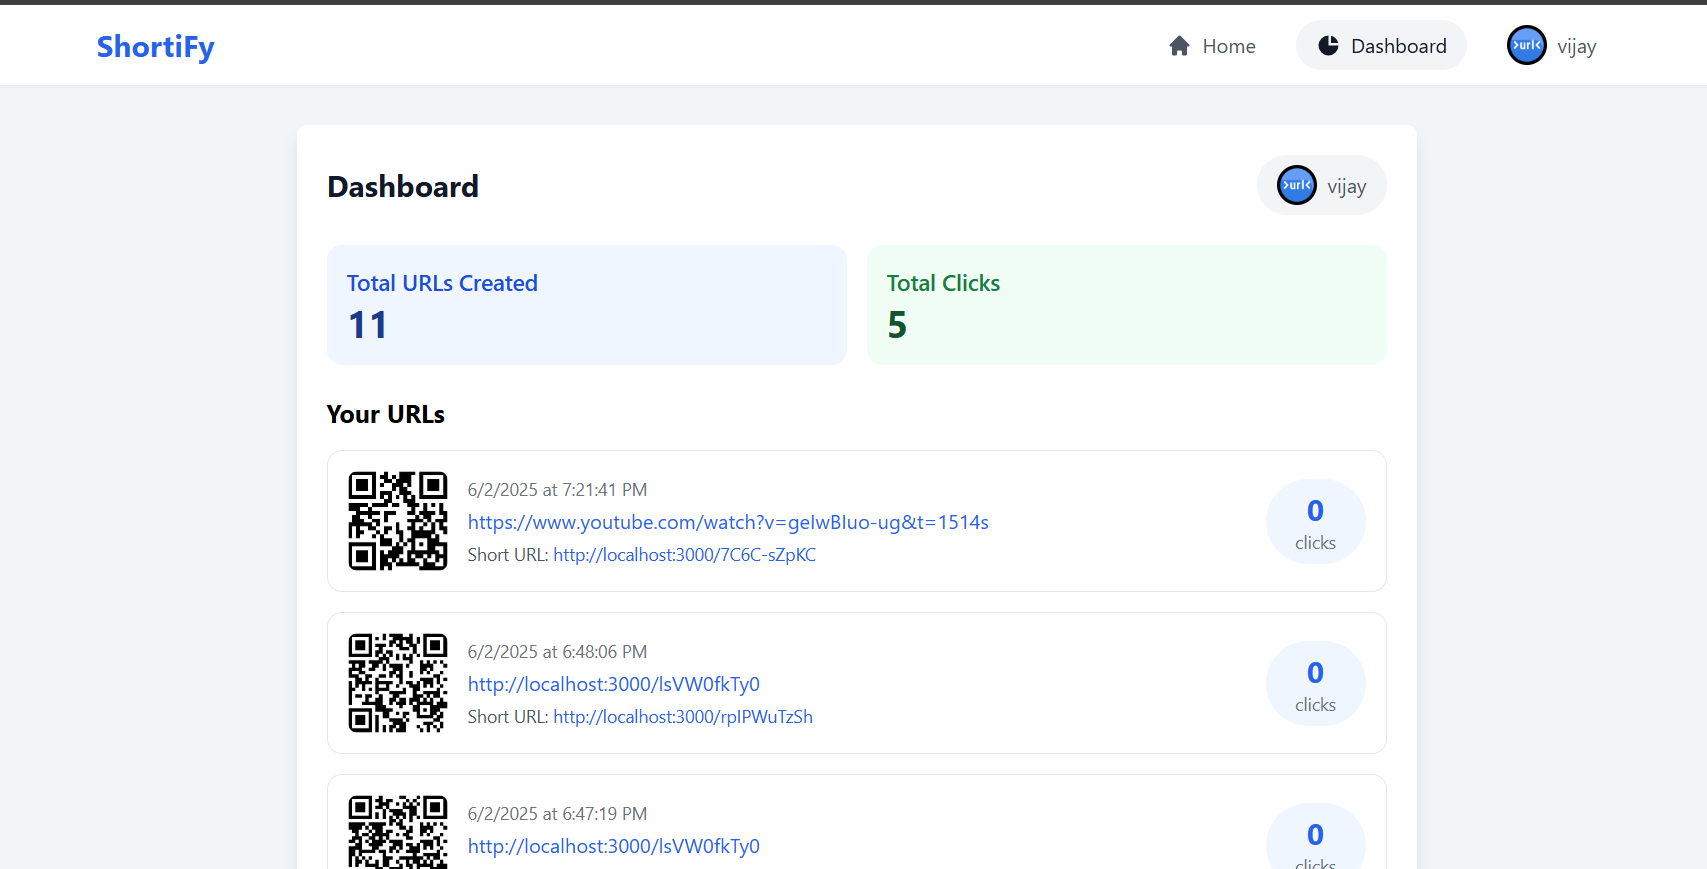 ShortiFy
Home
Dashboard
>url<
vijay
Dashboard
>url<
vijay
Total URLs Created
11
Total Clicks
5
Your URLs
6/2/2025 at 7:21:41 PM
https://www.youtube.com/watch?v=geIwBIuo-ug&t=1514s
Short URL: http://localhost:3000/7C6C-sZpKC
0
clicks
6/2/2025 at 6:48:06 PM
http://localhost:3000/lsVW0fkTy0
Short URL: http://localhost:3000/rpIPWuTzSh
0
clicks
6/2/2025 at 6:47:19 PM
http://localhost:3000/lsVW0fkTy0
0
clicks